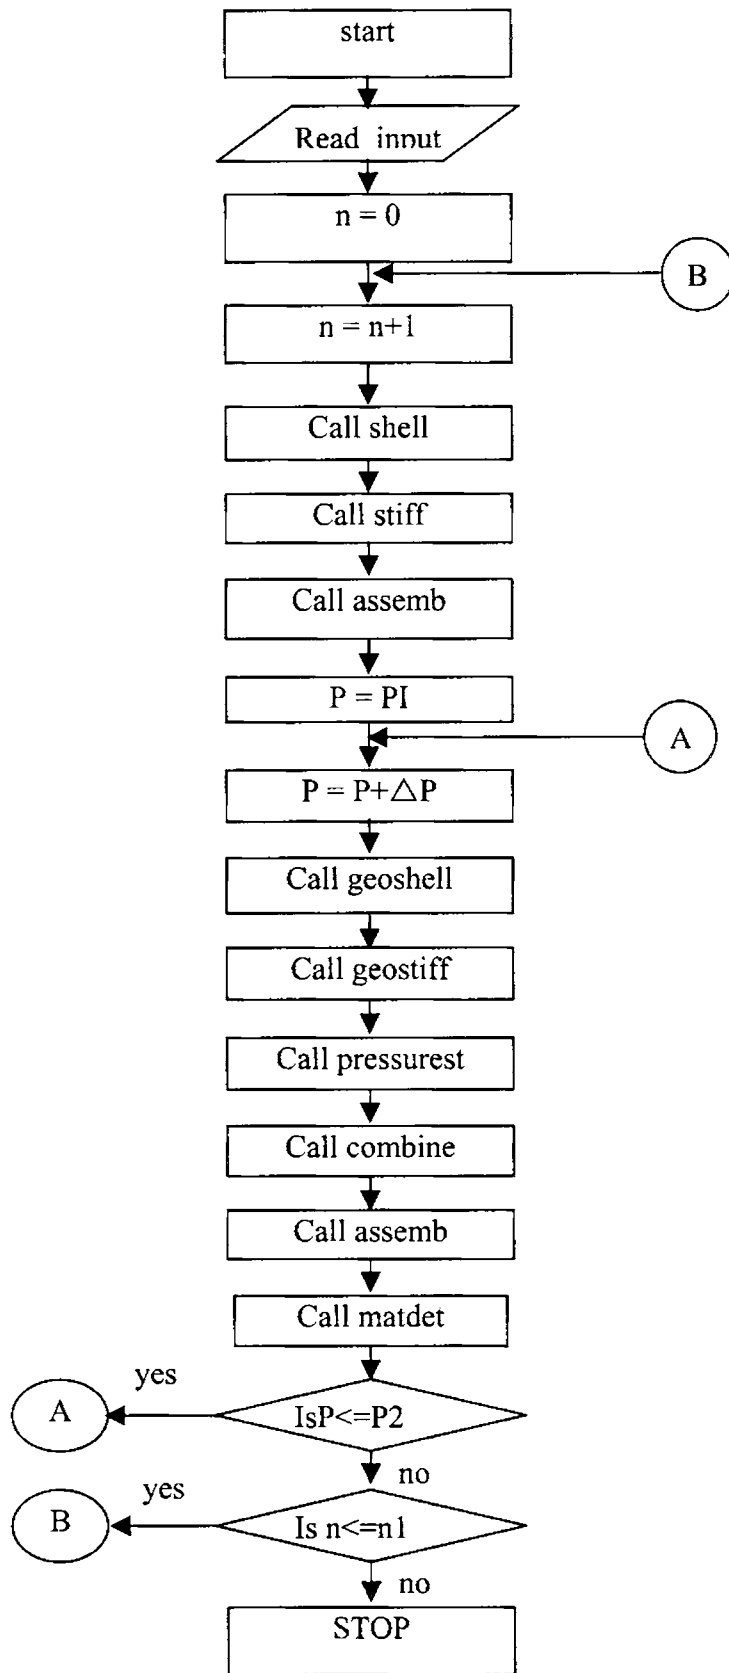 start
Read input
n = 0
B
n = n+1
Call shell
Call stiff
Call assemb
P = PI
A
P = P+△P
Call geoshell
Call geostiff
Call pressurest
Call combine
Call assemb
Call matdet
yes
A
IsP<=P2
no
yes
B
Is n<=n1
no
STOP